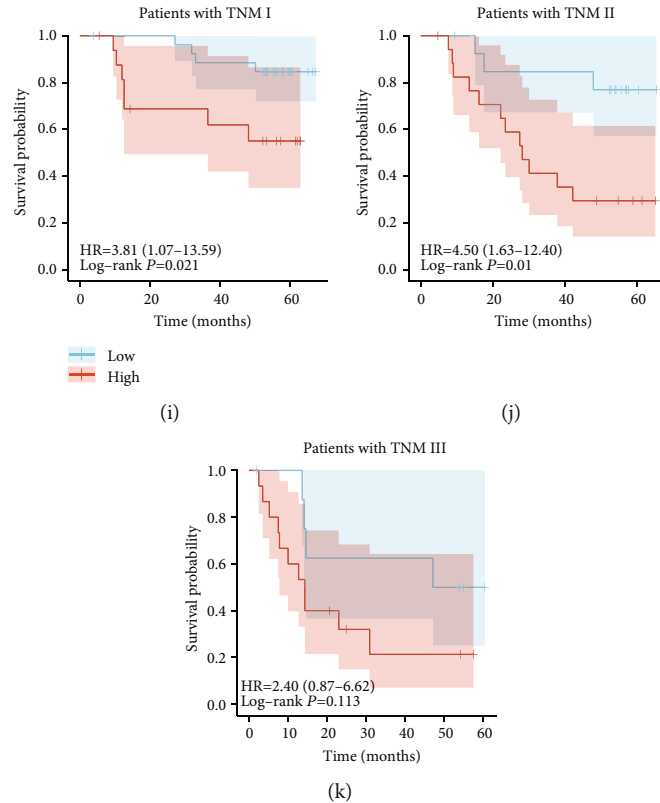 Patients with TNM I
Survival probability
1.0
0.8
0.6
0.4
0.2
0.0
HR=3.81 (1.07–13.59)
Log–rank P=0.021
0 20 40 60
Time (months)
Low
High
(i)
Patients with TNM II
Survival probability
1.0
0.8
0.6
0.4
0.2
0.0
HR=4.50 (1.63–12.40)
Log–rank P=0.01
0 20 40 60
Time (months)
(j)
Patients with TNM III
Survival probability
1.0
0.8
0.6
0.4
0.2
0.0
HR=2.40 (0.87–6.62)
Log–rank P=0.113
0 10 20 30 40 50 60
Time (months)
(k)